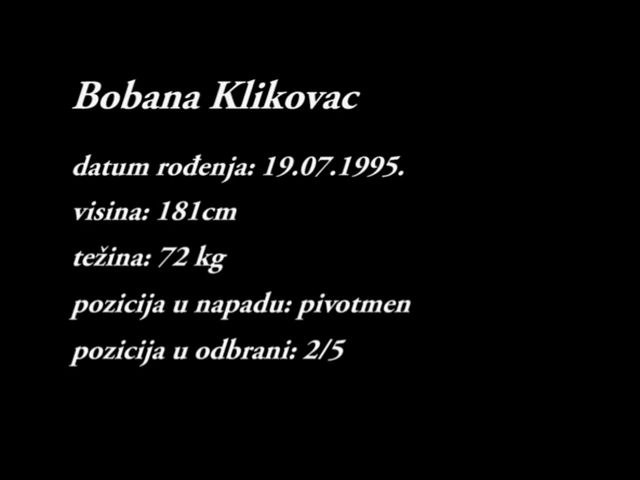 Bobana Klikovac
datum rođenja: 19.07.1995.
visina: 181cm
težina: 72 kg
pozicija u napadu: pivotmen
pozicija u odbrani: 2/5